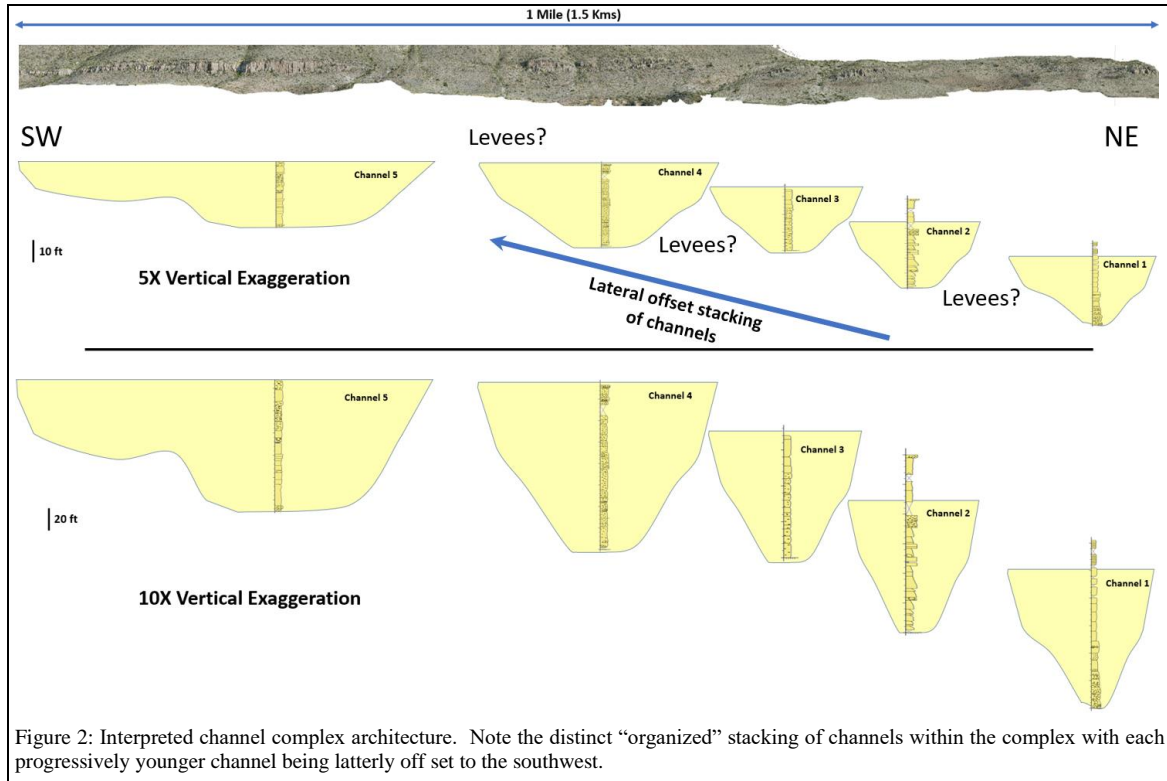 1 Mile (1.5 Kms)
SW
Levees?
NE
Channel 5
Channel 4
Channel 3
Channel 2
Channel 1
Levees?
Levees?
10 ft
5X Vertical Exaggeration
Lateral offset stacking
of channels
Channel 5
Channel 4
Channel 3
Channel 2
Channel 1
20 ft
10X Vertical Exaggeration
Figure 2: Interpreted channel complex architecture. Note the distinct “organized” stacking of channels within the complex with each
progressively younger channel being latterly off set to the southwest.